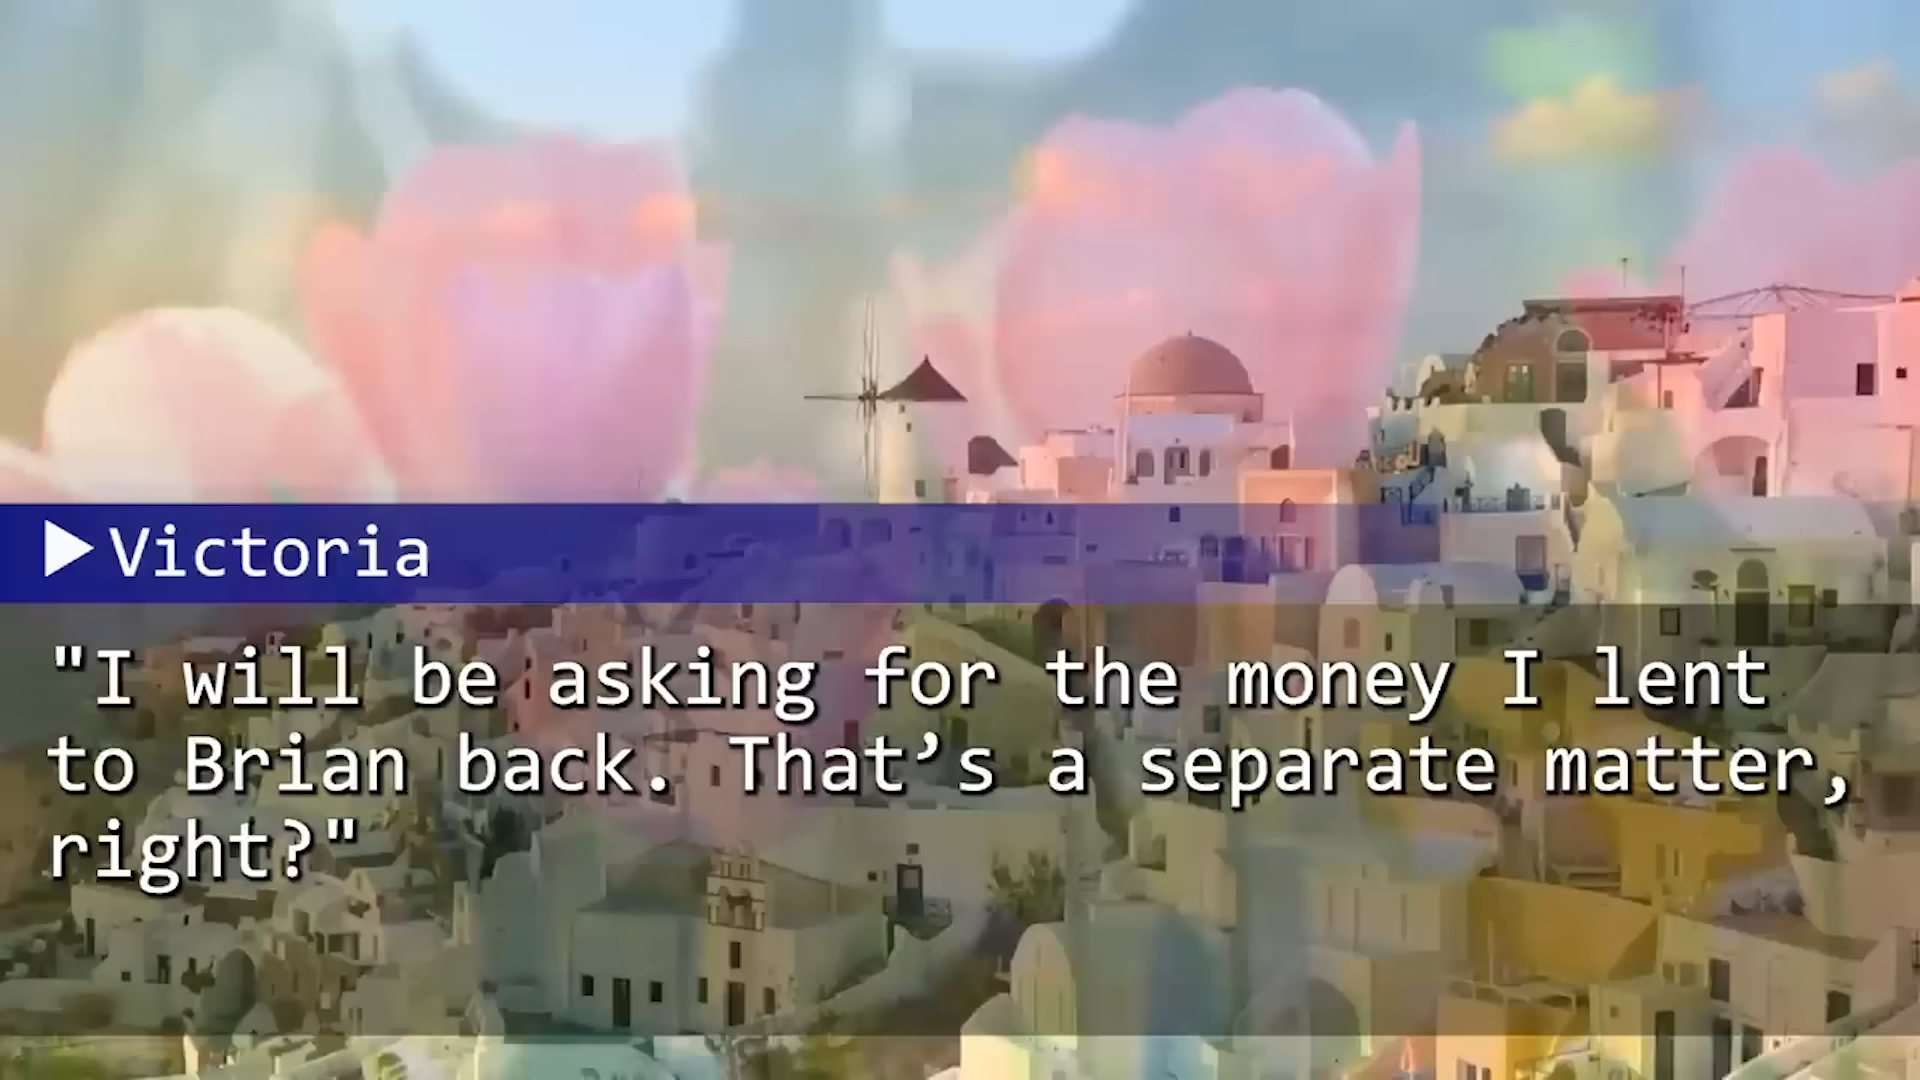 ▶Victoria
"I will be asking for the money I lent
to Brian back. That’s a separate matter,
right?"